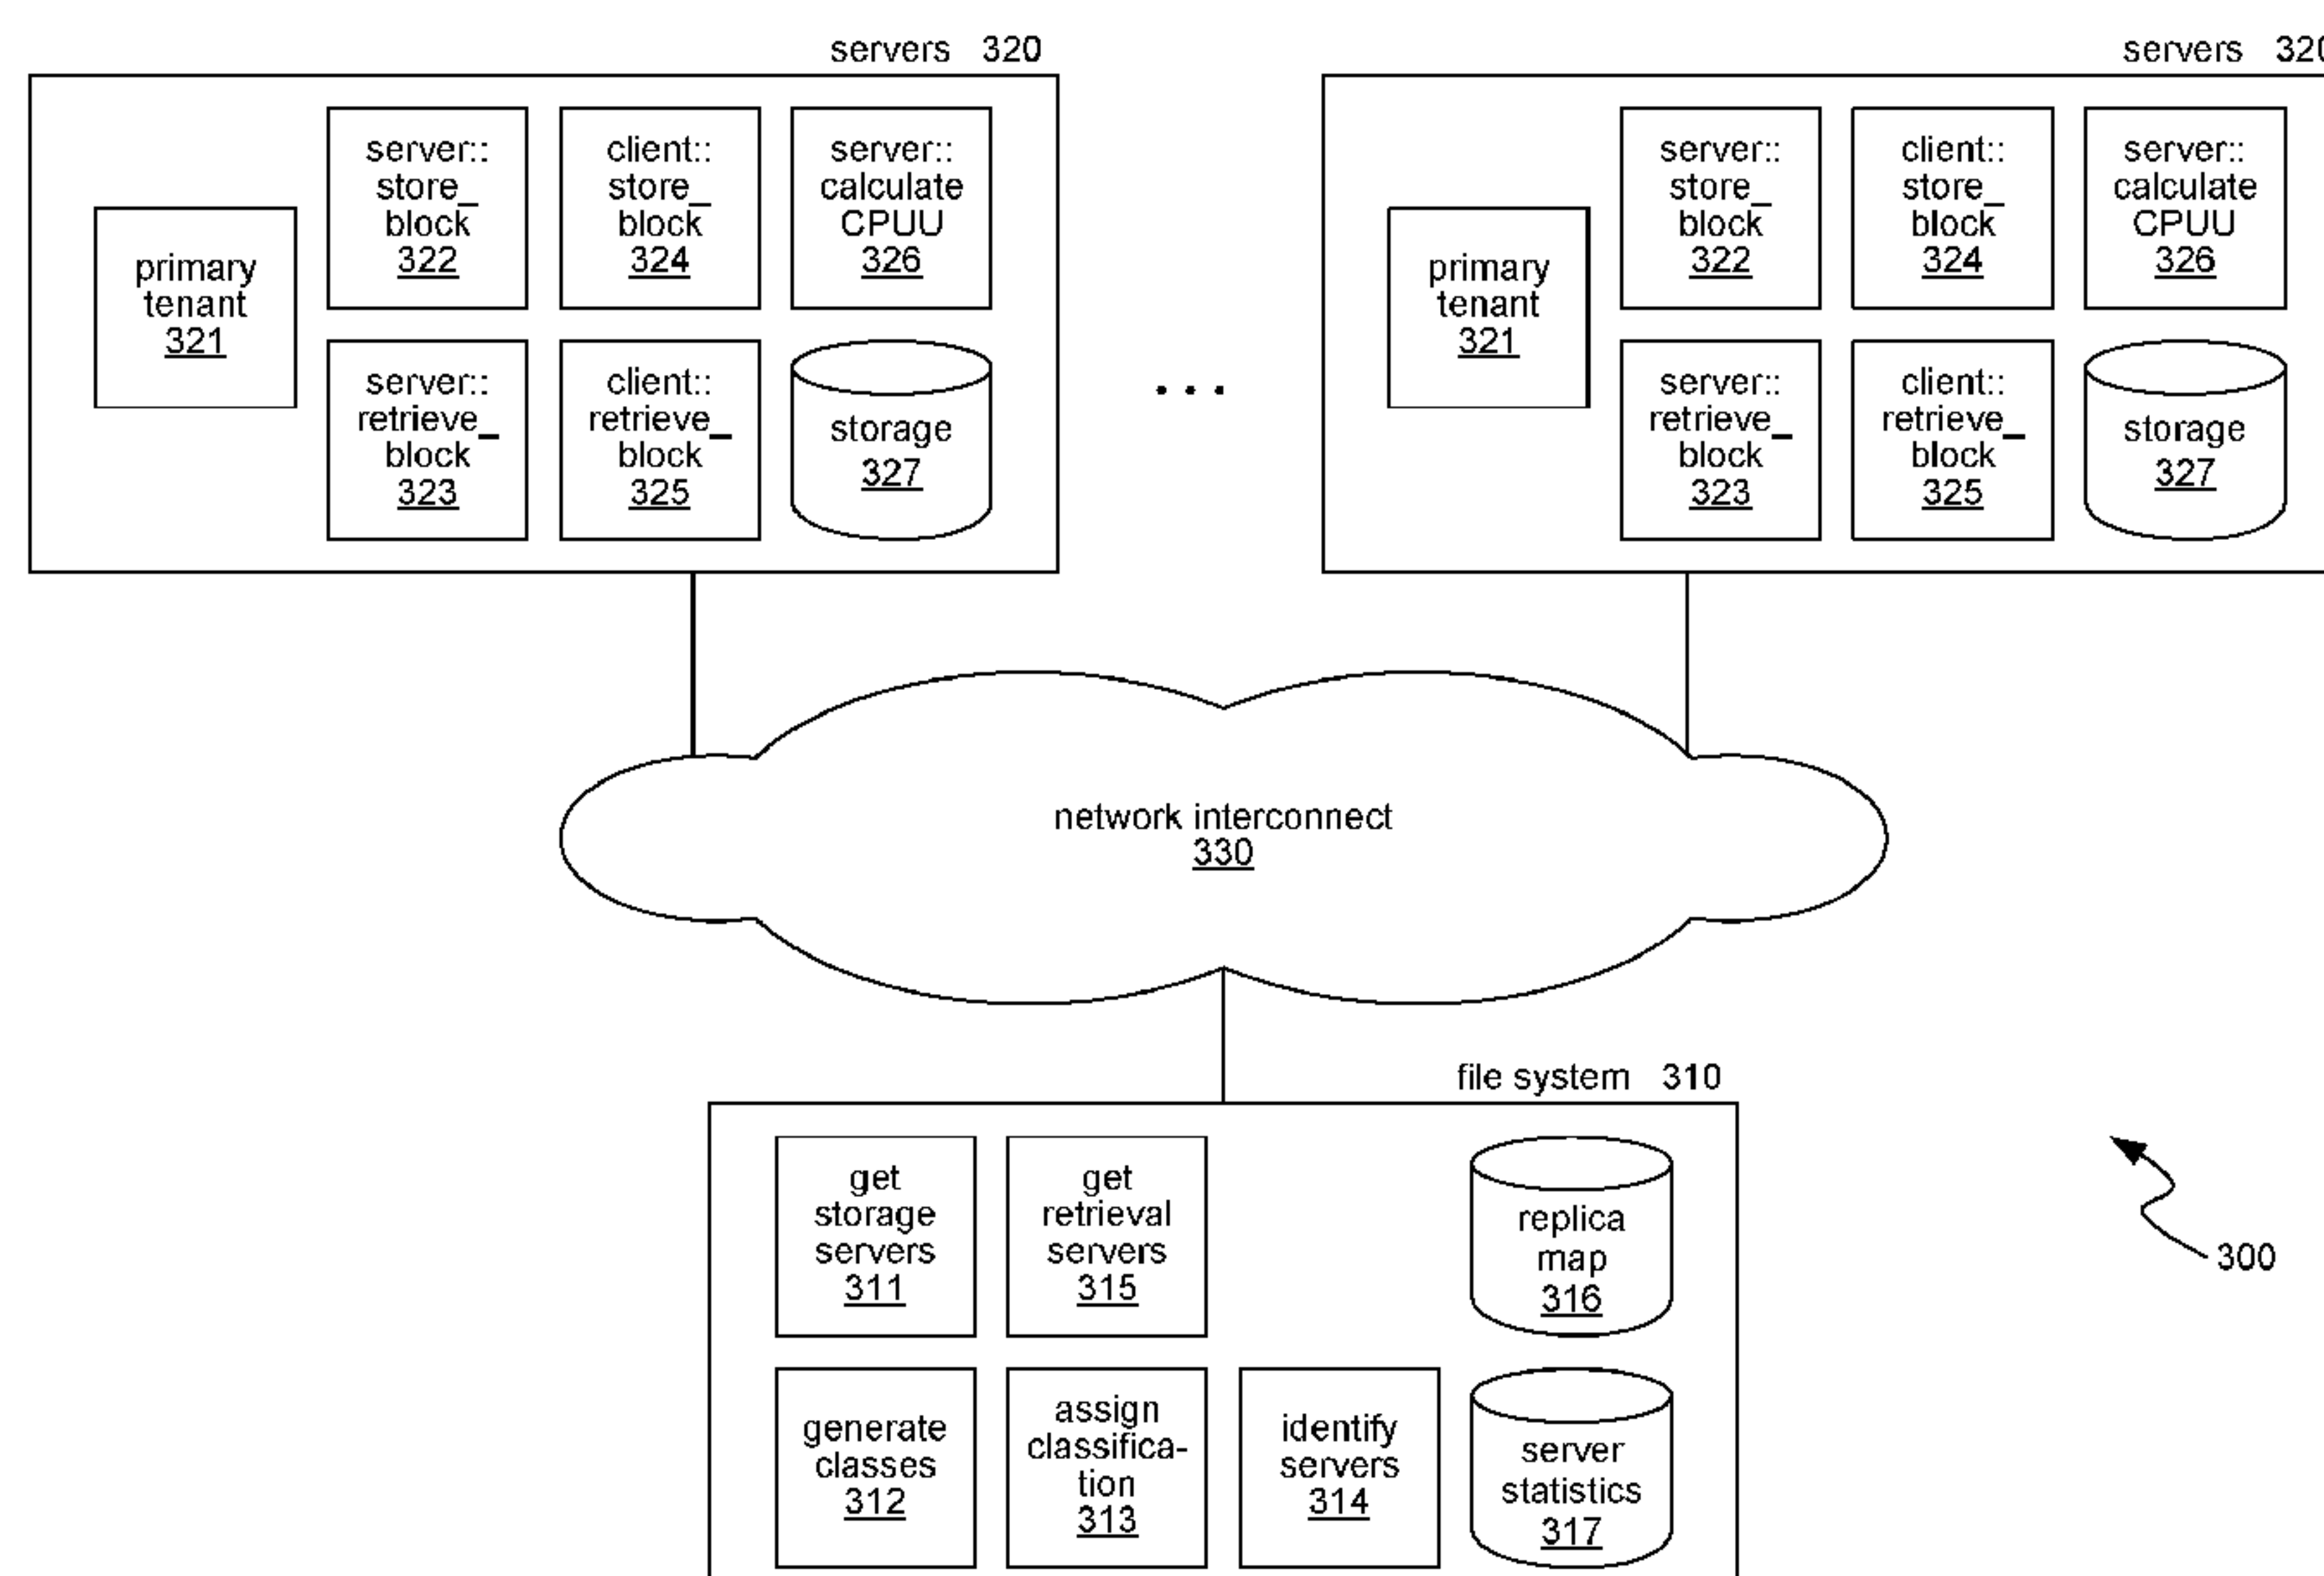 servers 320
server::
store_
block
322
client::
store_
block
324
server::
calculate
CPUU
326
primary
tenant
321
server::
retrieve_
block
323
client::
retrieve_
block
325
storage
327
...
servers 320
server::
store_
block
322
client::
store_
block
324
server::
calculate
CPUU
326
primary
tenant
321
server::
retrieve_
block
323
client::
retrieve_
block
325
storage
327
network interconnect
330
file system 310
get
storage
servers
311
get
retrieval
servers
315
replica
map
316
300
generate
classes
312
assign
classifica-
tion
313
identify
servers
314
server
statistics
317